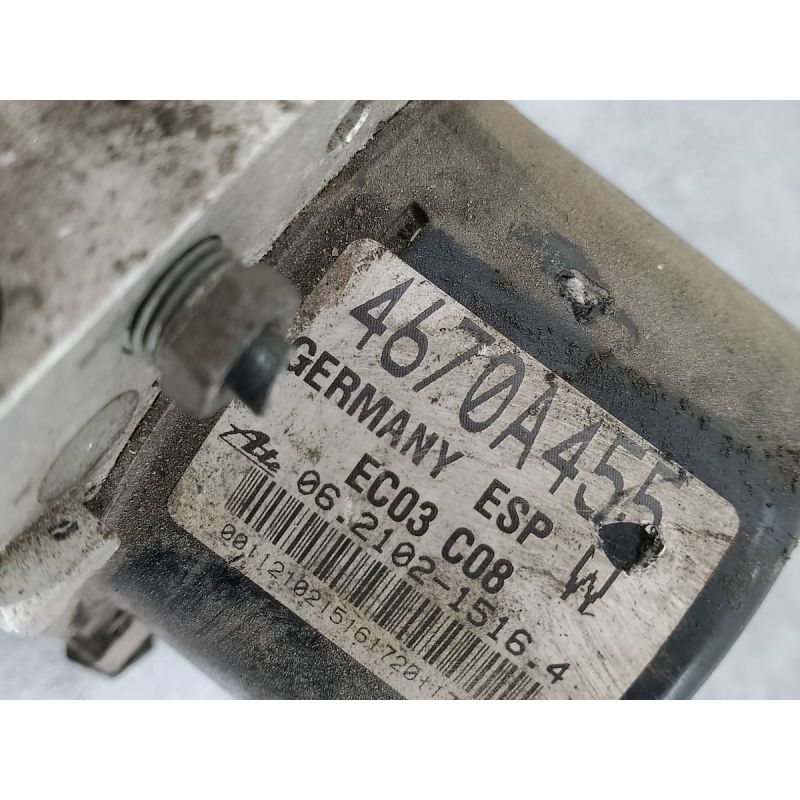 4670A455
GERMANY ESP W
EC03 C08
Ate 06.2102-1516.4